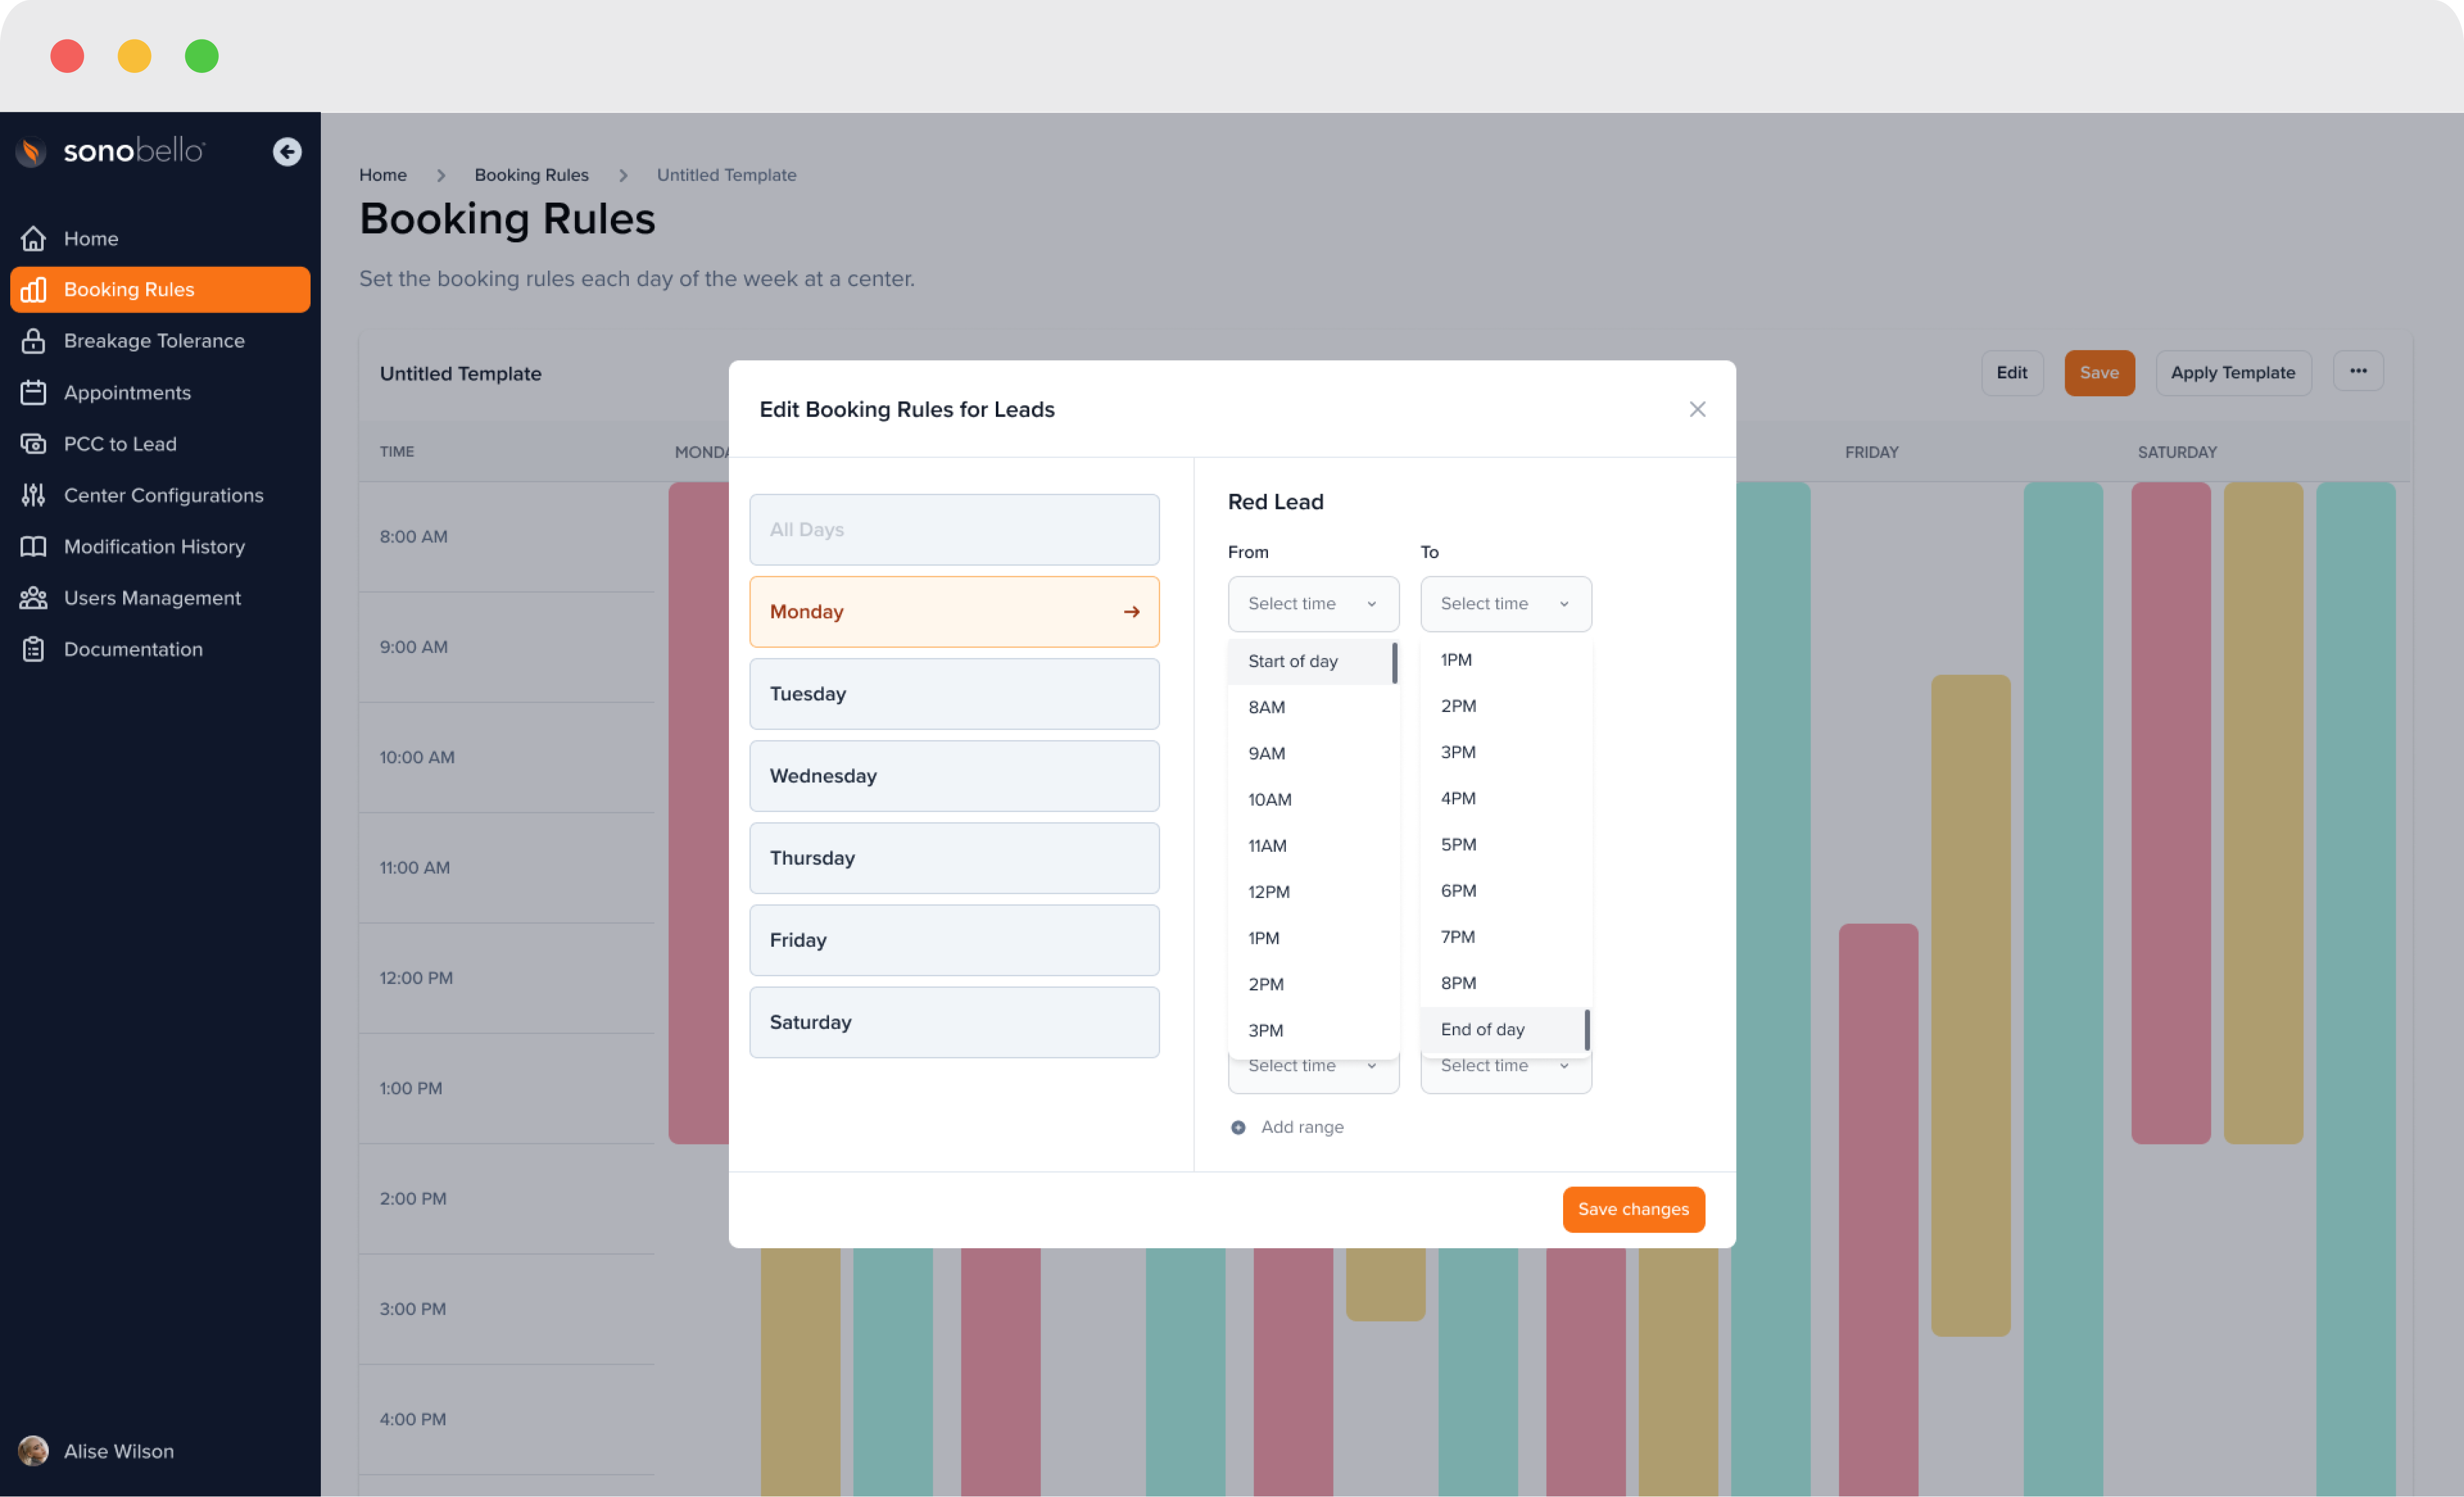 sonobello
Home
Booking Rules
Breakage Tolerance
Appointments
PCC to Lead
Center Configurations
Modification History
Users Management
Documentation
Alise Wilson
Home > Booking Rules > Untitled Template
Booking Rules
Set the booking rules each day of the week at a center.
Untitled Template
Edit
Save
Apply Template
TIME
FRIDAY
SATURDAY
8:00 AM
9:00 AM
10:00 AM
11:00 AM
12:00 PM
1:00 PM
2:00 PM
3:00 PM
4:00 PM
Edit Booking Rules for Leads
All Days
Monday
Tuesday
Wednesday
Thursday
Friday
Saturday
Red Lead
From To
Select time Select time
Start of day
8AM
9AM
10AM
11AM
12PM
1PM
2PM
3PM
1PM
2PM
3PM
4PM
5PM
6PM
7PM
8PM
End of day
Select time Select time
Add range
Save changes